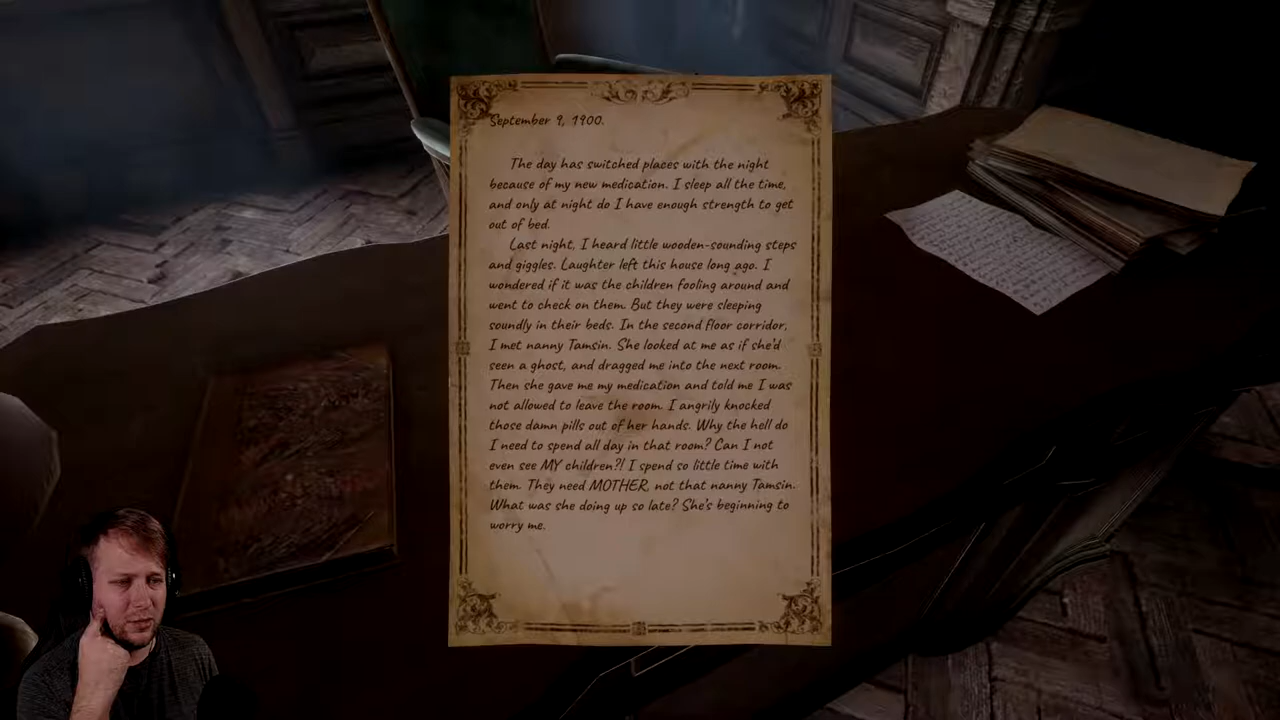 September 9, 1900.
The day has switched places with the night
because of my new medication. I sleep all the time,
and only at night do I have enough strength to get
out of bed.
Last night, I heard little wooden-sounding steps
and giggles. Laughter left this house long ago. I
wondered if it was the children fooling around and
went to check on them. But they were sleeping
soundly in their beds. In the second floor corridor,
I met nanny Tamsin. She looked at me as if she'd
seen a ghost, and dragged me into the next room.
Then she gave me my medication and told me I was
not allowed to leave the room. I angrily knocked
those damn pills out of her hands. Why the hell do
I need to spend all day in that room? Can I not
even see MY children?! I spend so little time with
them. They need MOTHER, not that nanny Tamsin.
What was she doing up so late? She's beginning to
worry me.